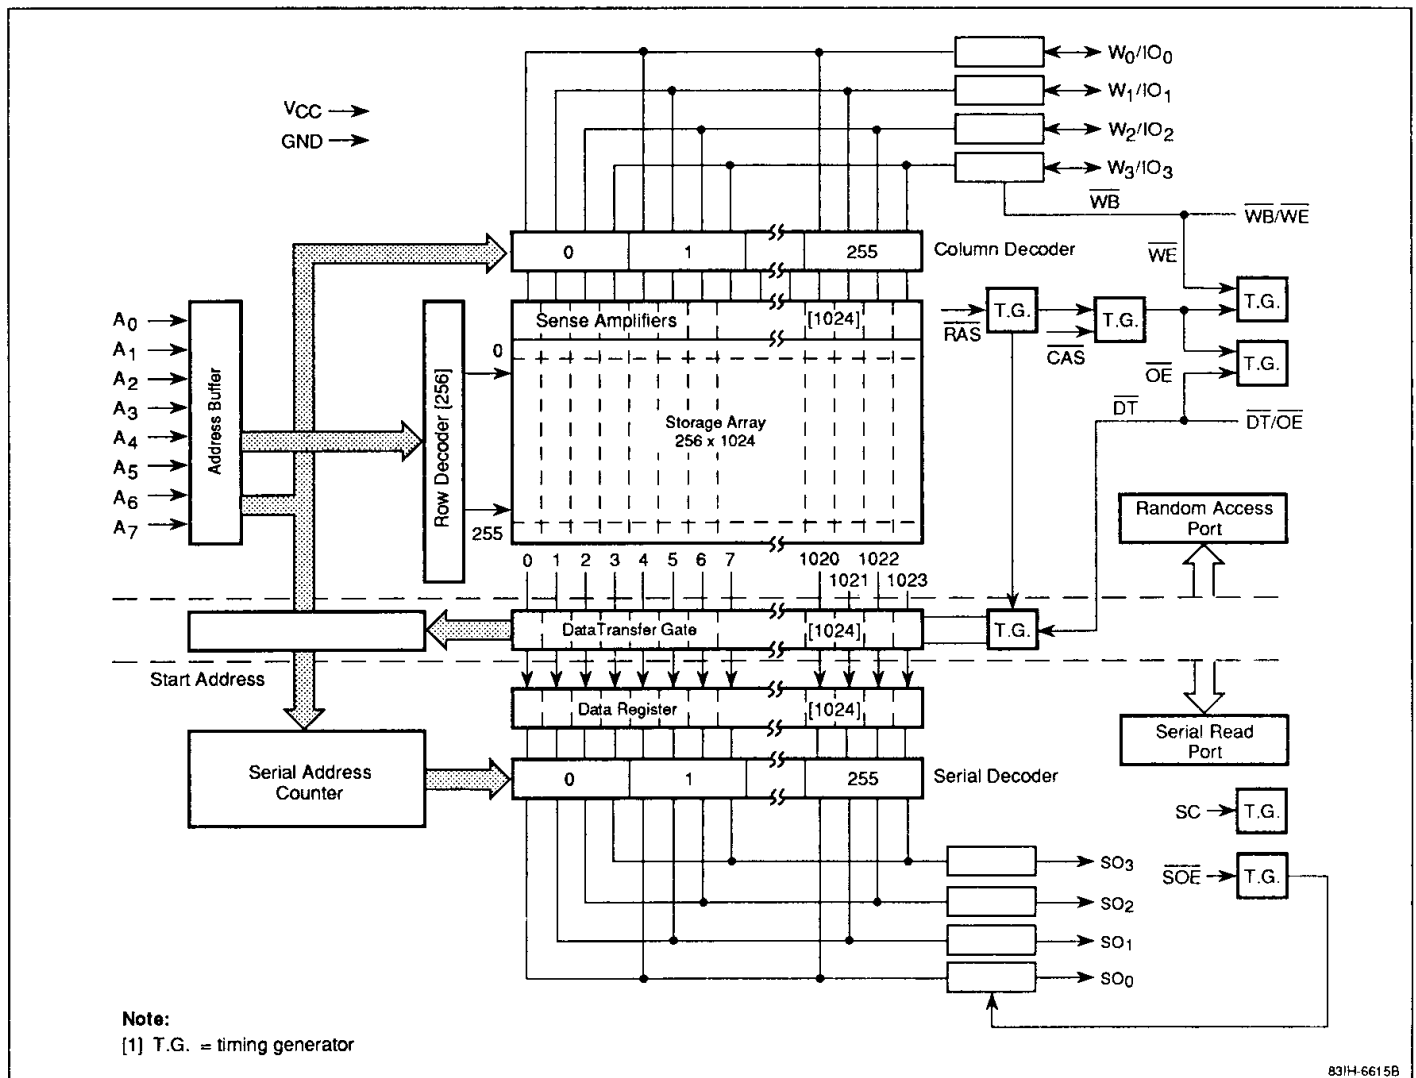 W0/IO0
W1/IO1
W2/IO2
W3/IO3
VCC
GND
WB
WB/WE
WE
0 1 255
Column Decoder
A0
A1
A2
A3
A4
A5
A6
A7
Address Buffer
Row Decoder [256]
0
255
Sense Amplifiers [1024]
Storage Array
256 x 1024
RAS
T.G.
CAS
T.G.
T.G.
OE
T.G.
DT
DT/OE
0 1 2 3 4 5 6 7 1020 1022
1021 1023
Random Access
Port
DataTransfer Gate [1024]
T.G.
Start Address
Data Register [1024]
Serial Read
Port
Serial Address
Counter
0 1 255
Serial Decoder
SC
T.G.
SOE
T.G.
SO3
SO2
SO1
SO0
Note:
[1] T.G. = timing generator
83IH-6615B